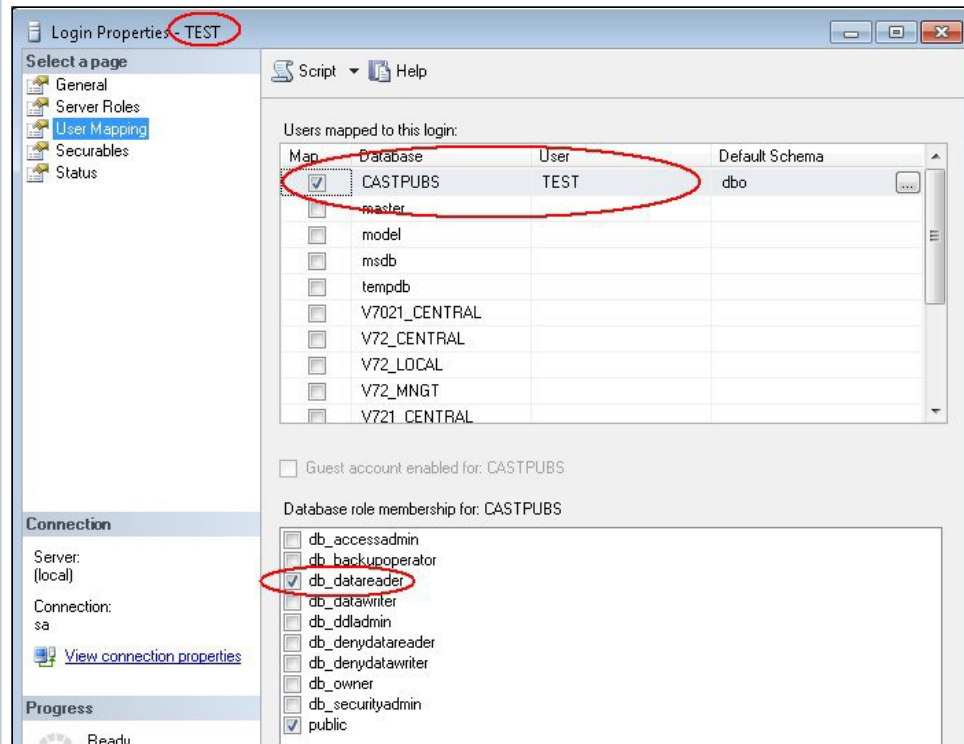 Login Properties - TEST
Select a page
General
Server Roles
User Mapping
Securables
Status
Script Help
Users mapped to this login:
Map Database User Default Schema
CASTPUBS TEST dbo ...
master
model
msdb
tempdb
V7021_CENTRAL
V72_CENTRAL
V72_LOCAL
V72_MNGT
V721_CENTRAL
Guest account enabled for: CASTPUBS
Database role membership for: CASTPUBS
db_accessadmin
db_backupoperator
db_datareader
db_datawriter
db_ddladmin
db_denydatareader
db_denydatawriter
db_owner
db_securityadmin
public
Connection
Server:
(local)
Connection:
sa
View connection properties
Progress
Ready